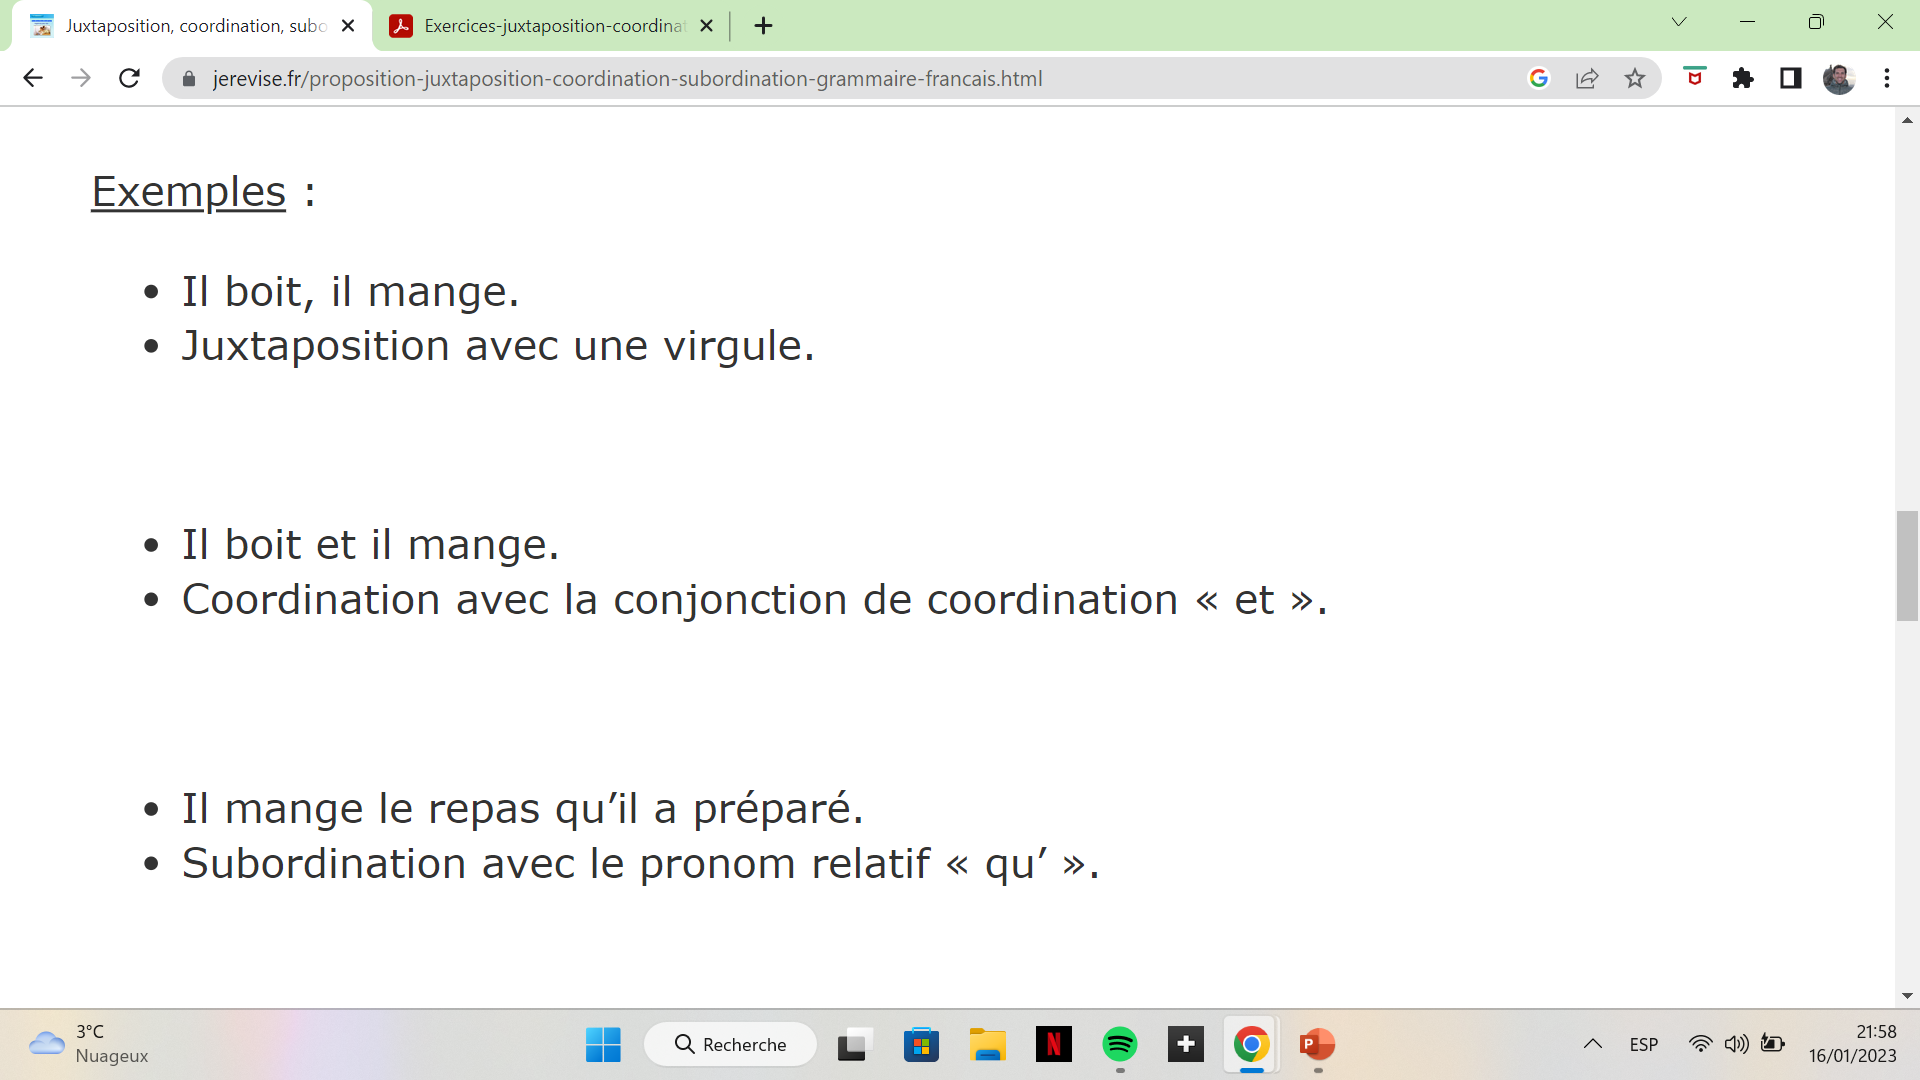 Juxtaposition, coordination, subo
Exercices-juxtaposition-coordinat
jerevise.fr/proposition-juxtaposition-coordination-subordination-grammaire-francais.html
Exemples :
• Il boit, il mange.
• Juxtaposition avec une virgule.
• Il boit et il mange.
• Coordination avec la conjonction de coordination « et ».
• Il mange le repas qu’il a préparé.
• Subordination avec le pronom relatif « qu’ ».
3°C
Nuageux
Recherche
ESP
21:58
16/01/2023